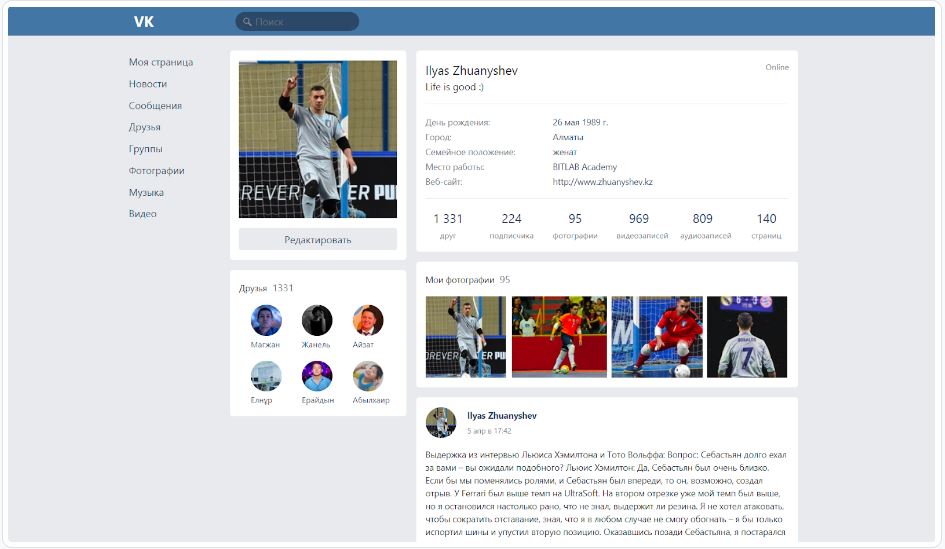 VK
Поиск
Моя страница
Новости
Сообщения
Друзья
Группы
Фотографии
Музыка
Видео
Редактировать
Друзья 1331
Магжан
Жанель
Айзат
Елнұр
Ерайдын
Абылхаир
Ilyas Zhuanyshev
Online
Life is good :)
День рождения: 26 мая 1989 г.
Город: Алматы
Семейное положение: женат
Место работы: BITLAB Academy
Веб-сайт: http://www.zhuanyshev.kz
1 331
друг
224
подписчика
95
фотографии
969
видеозаписей
809
аудиозаписей
140
страниц
Мои фотографии 95
RONALDO
7
Ilyas Zhuanyshev
5 апр в 17:42
Выдержка из интервью Льюиса Хэмилтона и Тото Вольффа: Вопрос: Себастьян долго ехал
за вами – вы ожидали подобного? Льюис Хэмилтон: Да, Себастьян был очень близко.
Если бы мы поменялись ролями, и Себастьян был впереди, то он, возможно, создал
отрыв. У Ferrari был выше темп на UltraSoft. На втором отрезке уже мой темп был выше,
но я остановился настолько рано, что не знал, выдержит ли резина. Я не хотел атаковать,
чтобы сократить отставание, зная, что я в любом случае не смогу обогнать – я бы только
испортил шины и упустил вторую позицию. Оказавшись позади Себастьяна, я постарался